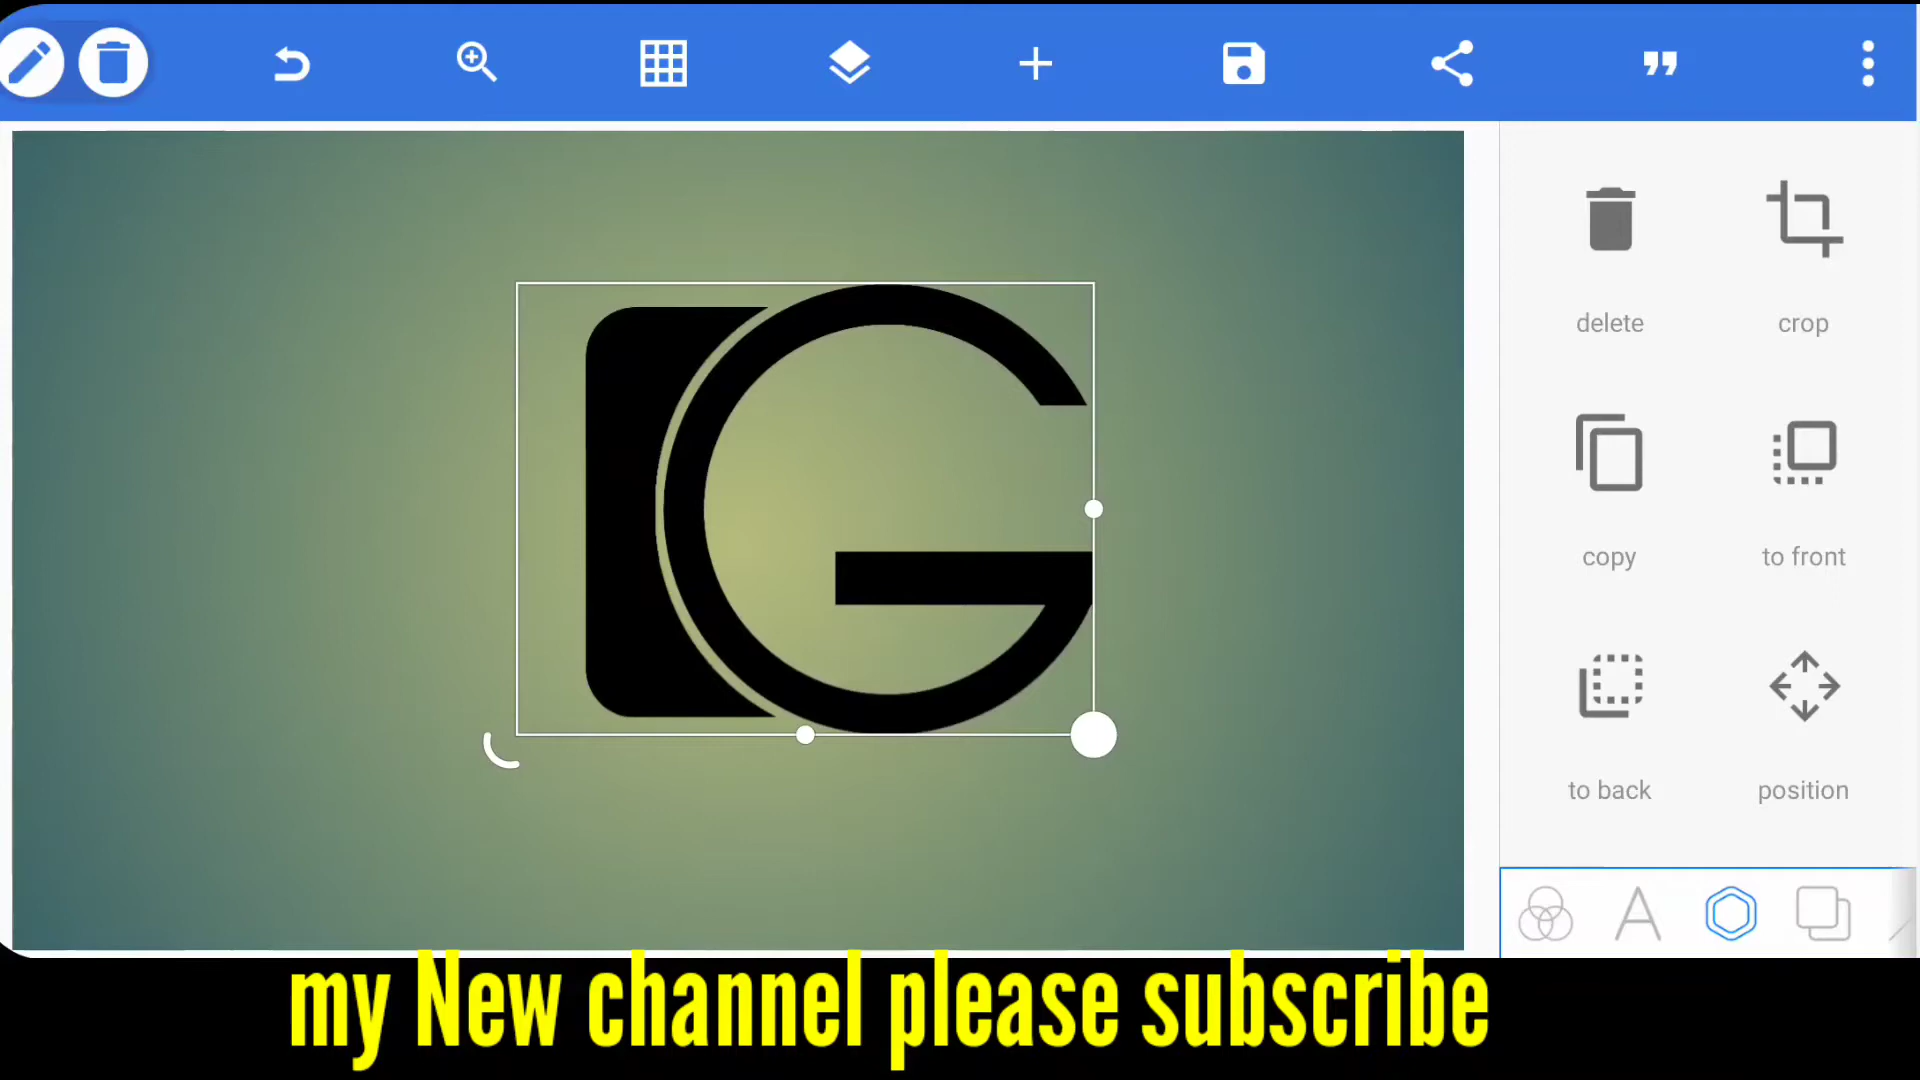 G
delete crop
copy to front
to back position
my New channel please subscribe